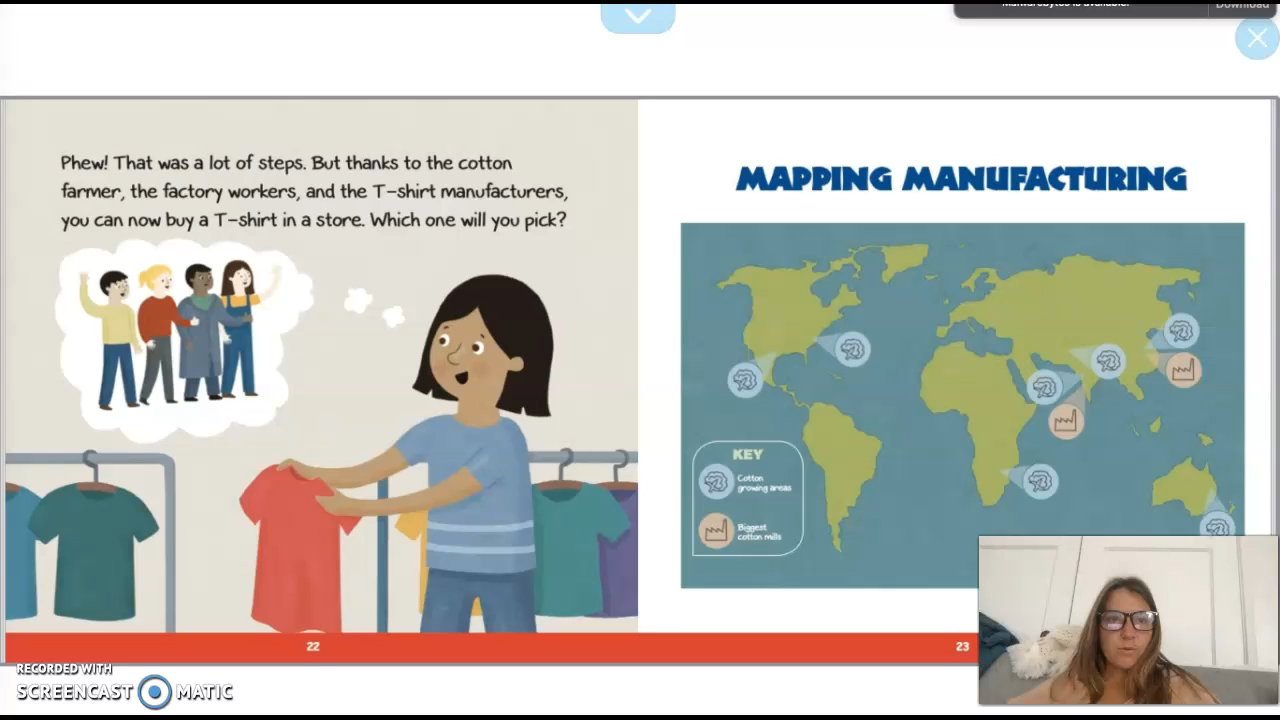 Download
Phew! That was a lot of steps. But thanks to the cotton
farmer, the factory workers, and the T-shirt manufacturers,
you can now buy a T-shirt in a store. Which one will you pick?
22
MAPPING MANUFACTURING
KEY
Cotton
growing areas
Biggest
cotton mills
23
RECORDED WITH
SCREENCAST MATIC